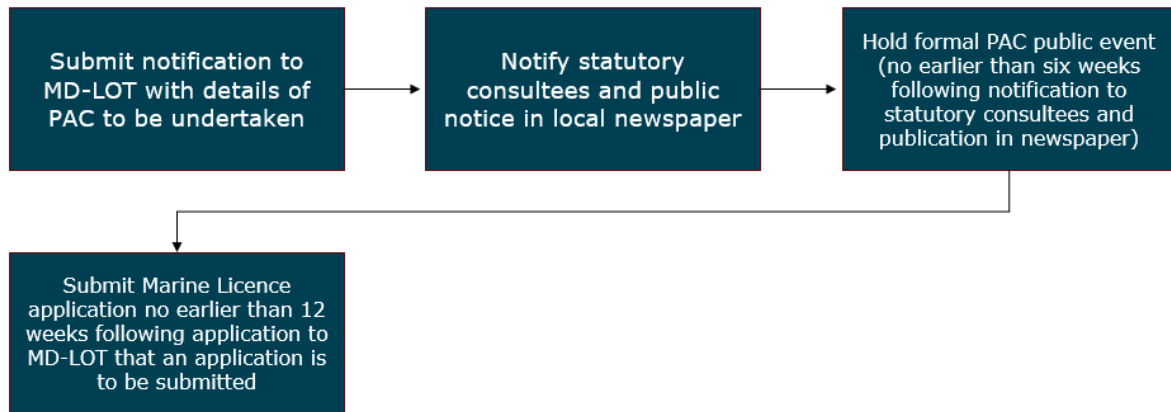 Submit notification to
MD-LOT with details of
PAC to be undertaken
Notify statutory
consultees and public
notice in local newspaper
Hold formal PAC public event
(no earlier than six weeks
following notification to
statutory consultees and
publication in newspaper)
Submit Marine Licence
application no earlier than 12
weeks following application to
MD-LOT that an application is
to be submitted